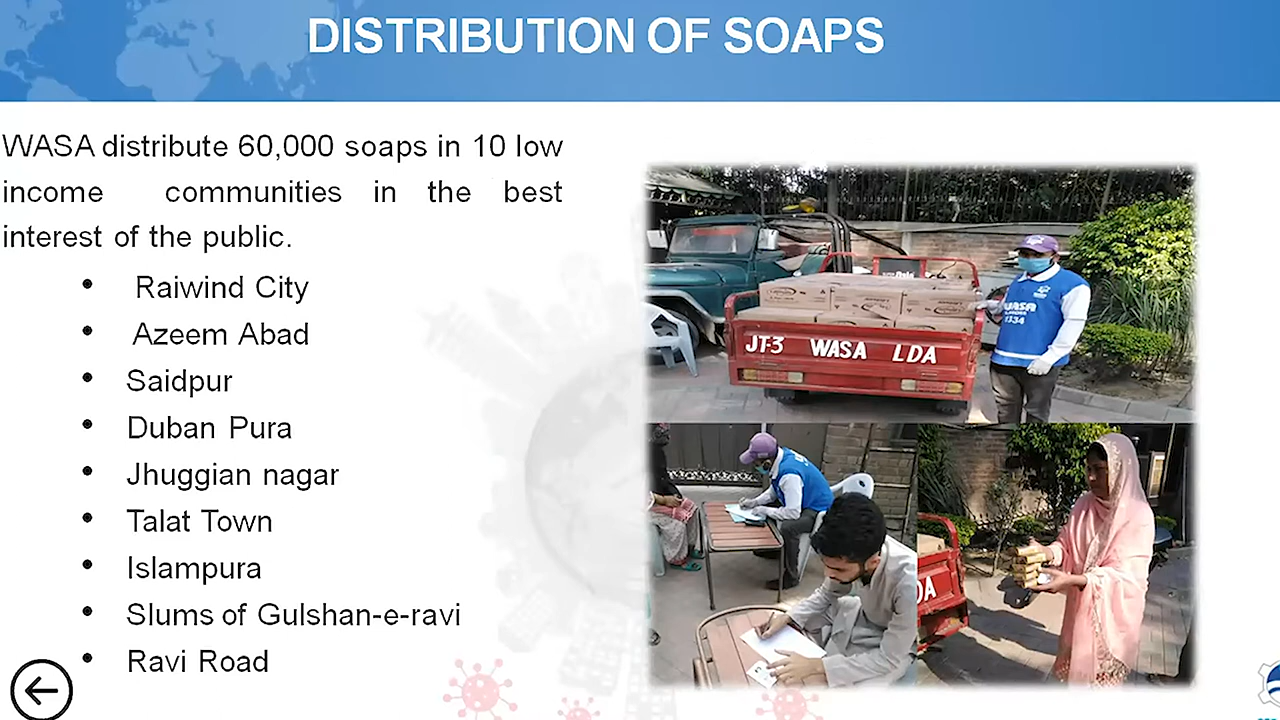 DISTRIBUTION OF SOAPS
WASA distribute 60,000 soaps in 10 low
income communities in the best
interest of the public.
• Raiwind City
• Azeem Abad
• Saidpur
• Duban Pura
• Jhuggian nagar
• Talat Town
• Islampura
• Slums of Gulshan-e-ravi
• Ravi Road
WASA
1334
JT-3 WASA LDA
DA